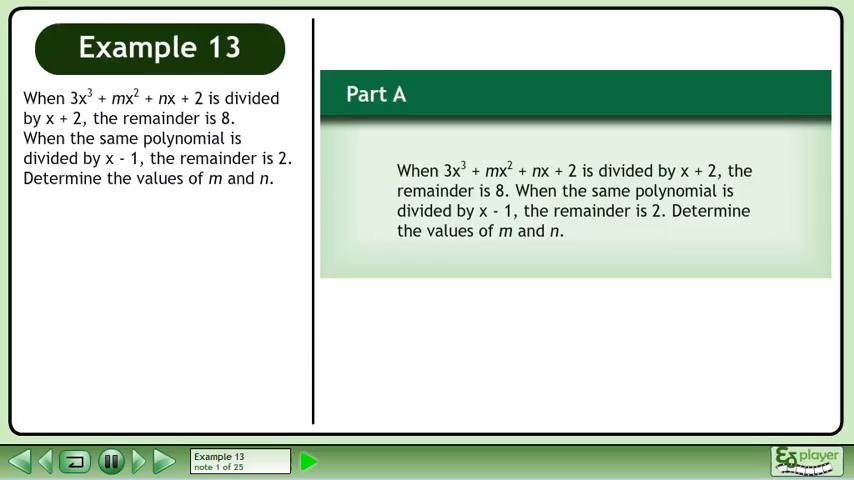 Example 13
When 3x³ + mx² + nx + 2 is divided
by x + 2, the remainder is 8.
When the same polynomial is
divided by x - 1, the remainder is 2.
Determine the values of m and n.
Part A
When 3x³ + mx² + nx + 2 is divided by x + 2, the
remainder is 8. When the same polynomial is
divided by x - 1, the remainder is 2. Determine
the values of m and n.
Example 13
note 1 of 25
player